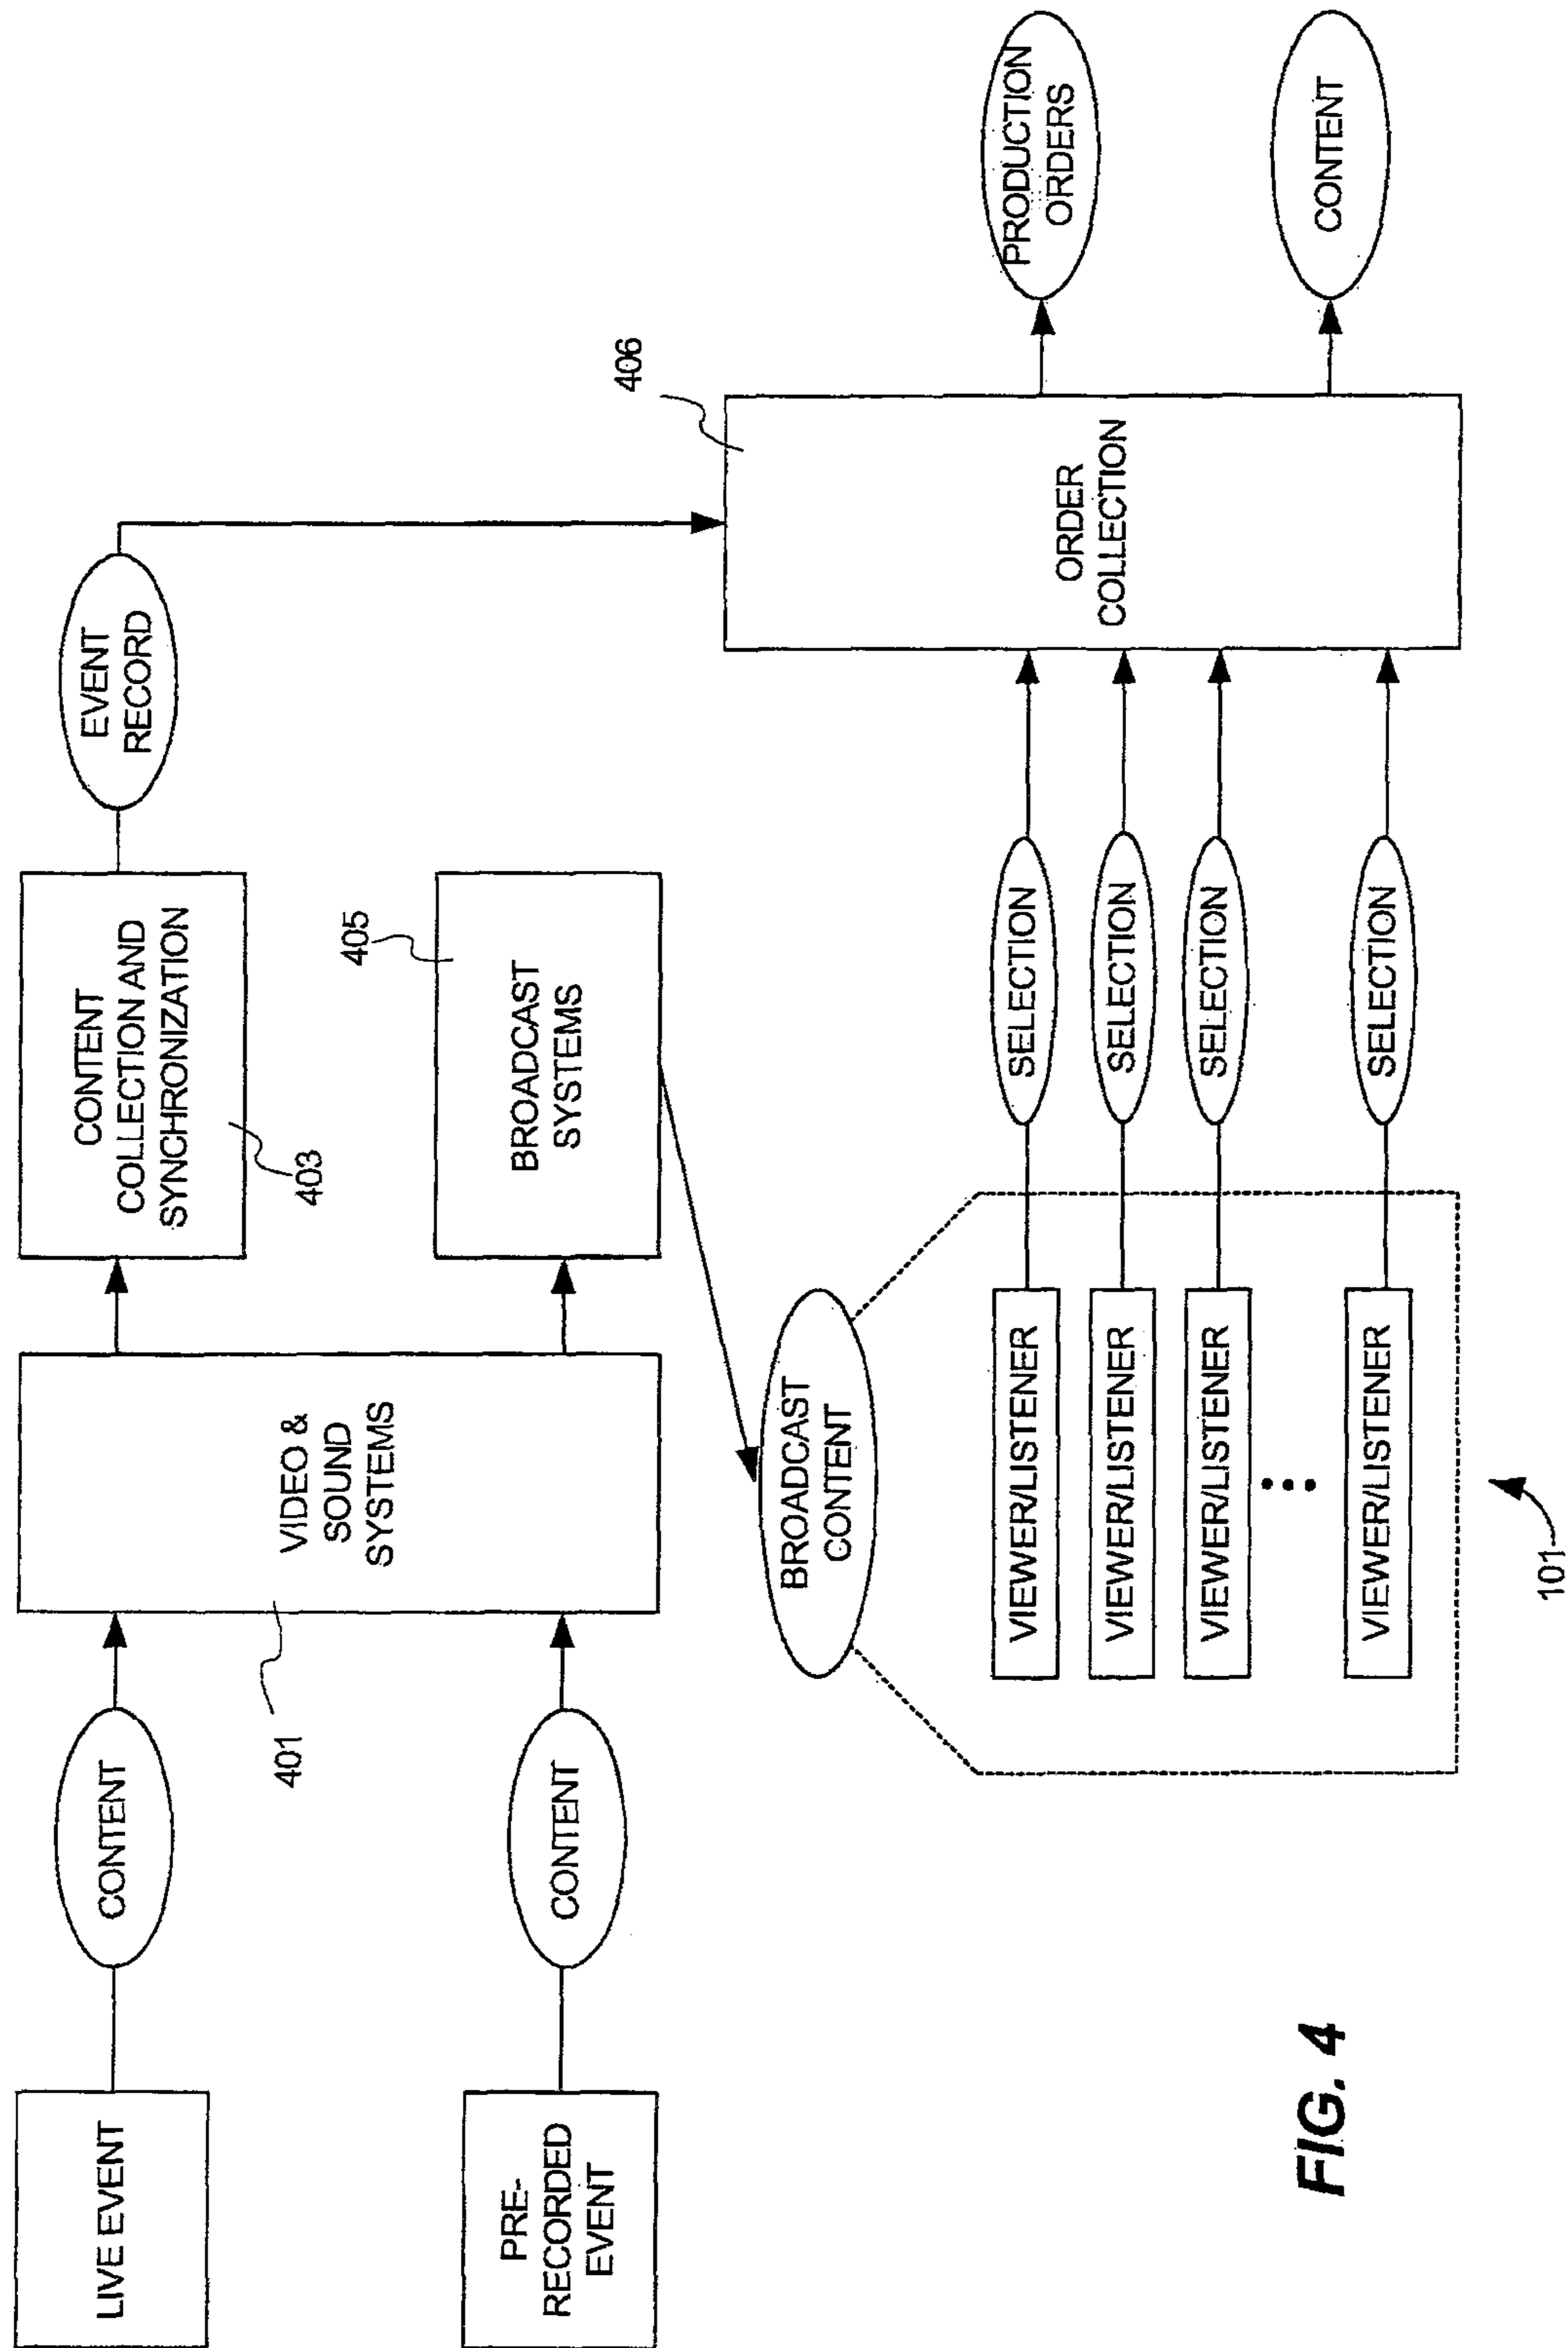 LIVE EVENT
CONTENT
PRE-
RECORDED
EVENT
CONTENT
401
VIDEO &
SOUND
SYSTEMS
CONTENT
COLLECTION AND
SYNCHRONIZATION
403
EVENT
RECORD
405
BROADCAST
SYSTEMS
BROADCAST
CONTENT
VIEWER/LISTENER
SELECTION
VIEWER/LISTENER
SELECTION
VIEWER/LISTENER
SELECTION
VIEWER/LISTENER
SELECTION
101
406
ORDER
COLLECTION
PRODUCTION
ORDERS
CONTENT
FIG. 4